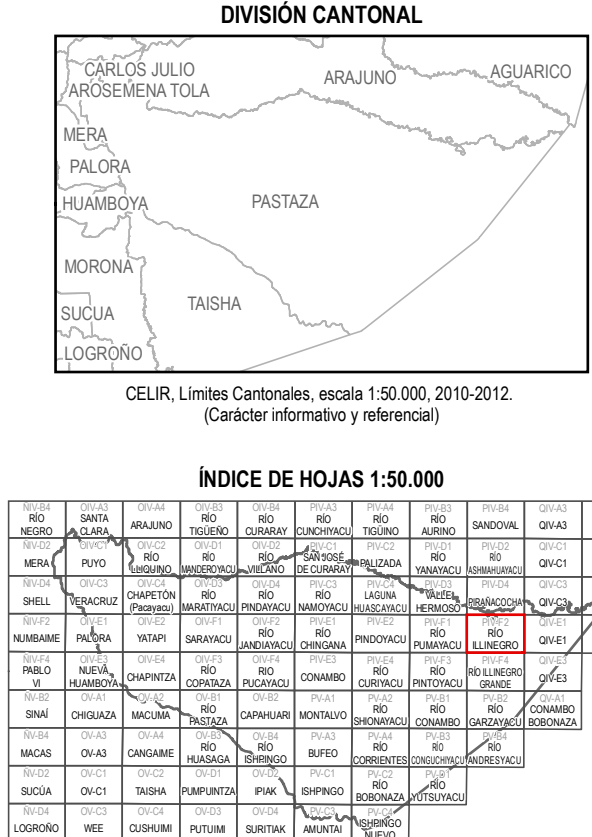 DIVISIÓN CANTONAL
CARLOS JULIO
AROSEMENA TOLA
ARAJUNO
AGUARICO
MERA
PALORA
HUAMBOYA
PASTAZA
MORONA
TAISHA
SUCUA
LOGROÑO
CELIR, Límites Cantonales, escala 1:50.000, 2010-2012.
(Carácter informativo y referencial)
ÍNDICE DE HOJAS 1:50.000
ÑIV-B4 OIV-A3 OIV-A4 OIV-B3 OIV-B4 PIV-A3 PIV-A4 PIV-B3 PIV-B4 QIV-A3
RÍO NEGRO SANTA CLARA ARAJUNO RÍO TIGÜEÑO RÍO CURARAY RÍO CUNCHIYACU RÍO TIGÜINO RÍO AURINO SANDOVAL QIV-A3
ÑIV-D2 OIV-C1 OIV-C2 OIV-D1 OIV-D2 PIV-C1 PIV-C2 PIV-D1 PIV-D2 QIV-C1
MERA PUYO RÍO LLIQUINO RÍO MANDEROYACU RÍO VILLANO SAN JOSÉ DE CURARAY PALIZADA RÍO YANAYACU RÍO ASHMAHUAYACU QIV-C1
ÑIV-D4 OIV-C3 OIV-C4 OIV-D3 OIV-D4 PIV-C3 PIV-C4 PIV-D3 PIV-D4 QIV-C3
SHELL VERACRUZ CHAPETÓN (Pacayacu) RÍO MARATIYACU RÍO PINDAYACU RÍO NAMOYACU LAGUNA HUASCAYACU VALLE HERMOSO PIRAÑACOCHA QIV-C3
ÑIV-F2 OIV-E1 OIV-E2 OIV-F1 OIV-F2 PIV-E1 PIV-E2 PIV-F1 PIV-F2 QIV-E1
NUMBAIME PALORA YATAPI SARAYACU RÍO JANDIAYACU RÍO CHINGANA PINDOYACU RÍO PUMAYACU RÍO ILLINEGRO QIV-E1
ÑIV-F4 OIV-E3 OIV-E4 OIV-F3 OIV-F4 PIV-E3 PIV-E4 PIV-F3 PIV-F4 QIV-E3
PABLO VI NUEVA HUAMBOYA CHAPINTZA RÍO COPATAZA RÍO PUCAYACU CONAMBO RÍO CURIYACU RÍO PINTOYACU RÍO ILLINEGRO GRANDE QIV-E3
ÑV-B2 OV-A1 OV-A2 OV-B1 OV-B2 PV-A1 PV-A2 PV-B1 PV-B2 QV-A1
SINAÍ CHIGUAZA MACUMA RÍO PASTAZA CAPAHUARI MONTALVO RÍO SHIONAYACU RÍO CONAMBO RÍO GARZAYACU CONAMBO BOBONAZA
ÑV-B4 OV-A3 OV-A4 OV-B3 OV-B4 PV-A3 PV-A4 PV-B3 PV-B4
MACAS OV-A3 CANGAIME RÍO HUASAGA RÍO ISHPINGO BUFEO RÍO CORRIENTES RÍO CONGUCHIYACU RÍO ANDRESYACU
ÑV-D2 OV-C1 OV-C2 OV-D1 OV-D2 PV-C1 PV-C2 PV-D1
SUCÚA OV-C1 TAISHA PUMPUINTZA IPIAK ISHPINGO RÍO BOBONAZA RÍO YUTSUYACU
ÑV-D4 OV-C3 OV-C4 OV-D3 OV-D4 PV-C3 PV-C4
LOGROÑO WEE CUSHUIMI PUTUIMI SURITIAK AMUNTAI ISHPINGO NUEVO